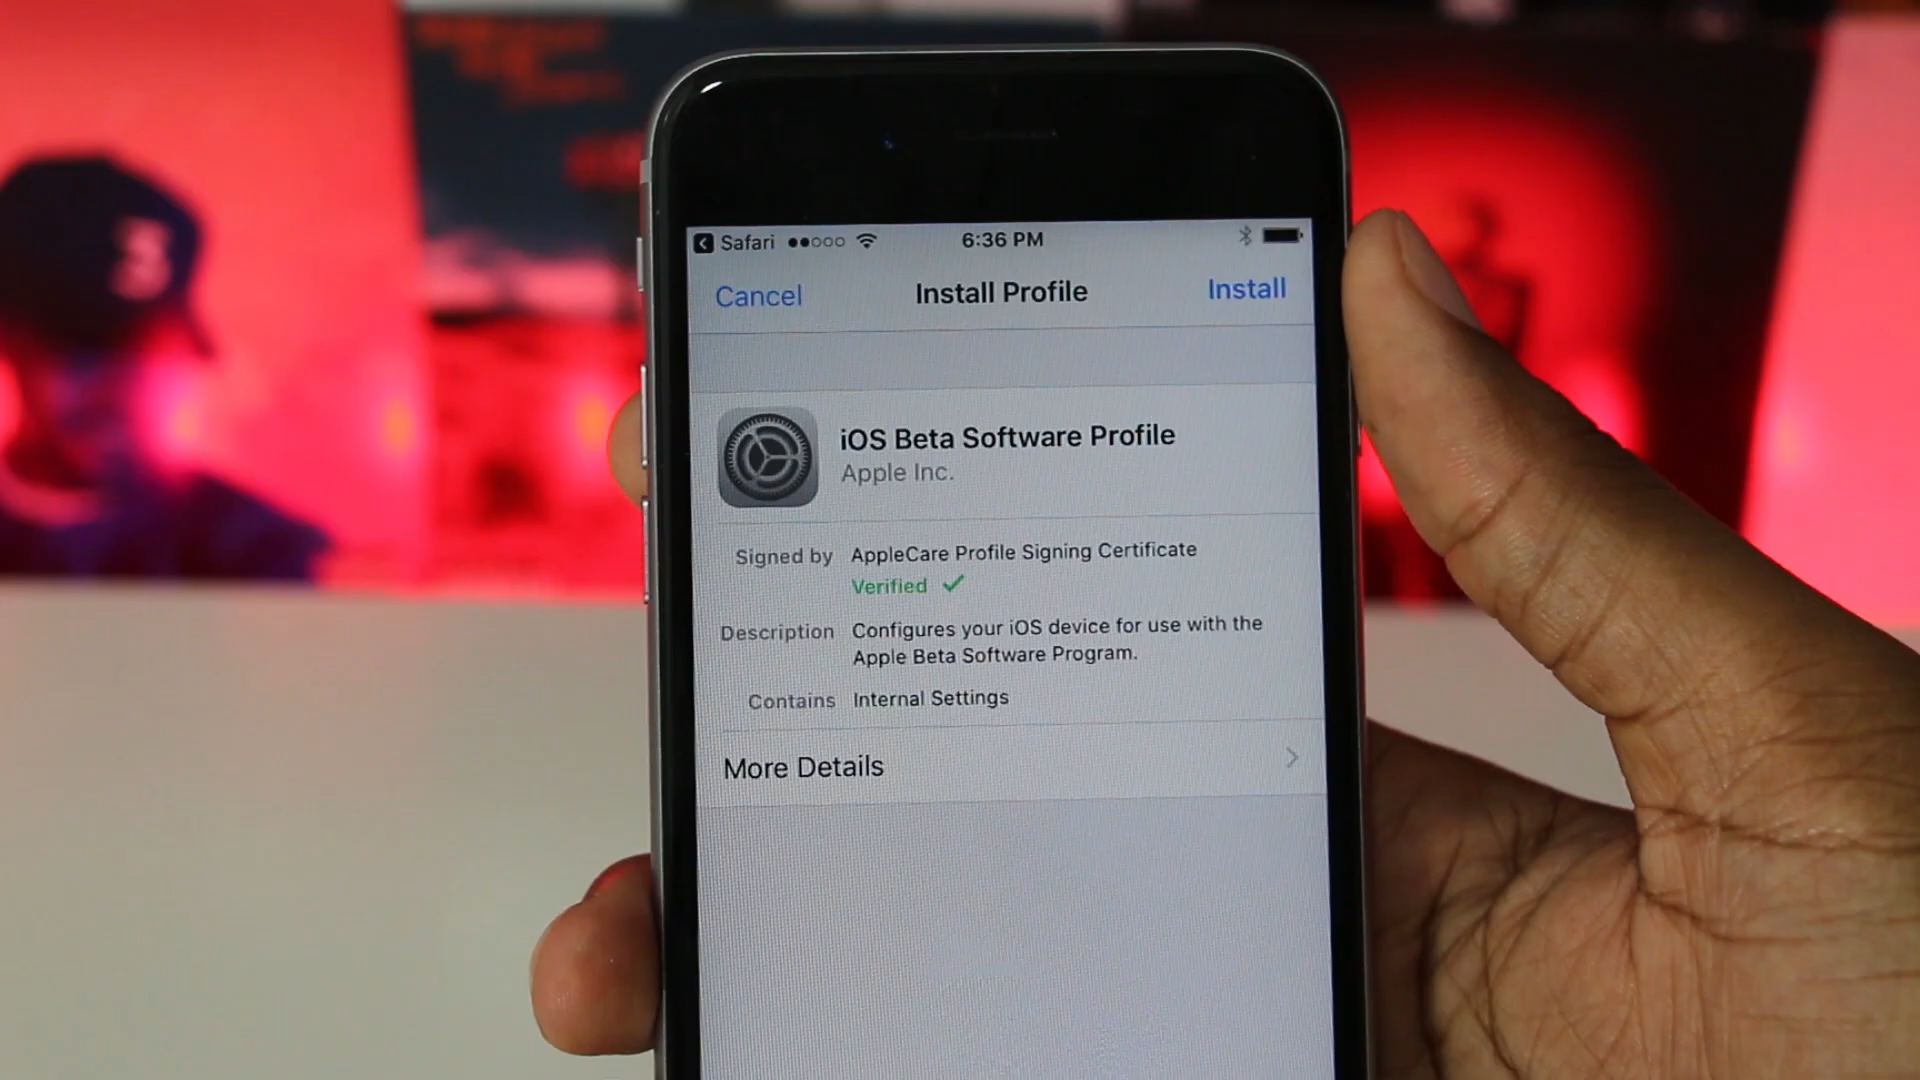 3
Safari 6:36 PM
Cancel Install Profile Install
iOS Beta Software Profile
Apple Inc.
Signed by AppleCare Profile Signing Certificate
Verified ✓
Description Configures your iOS device for use with the
Apple Beta Software Program.
Contains Internal Settings
More Details